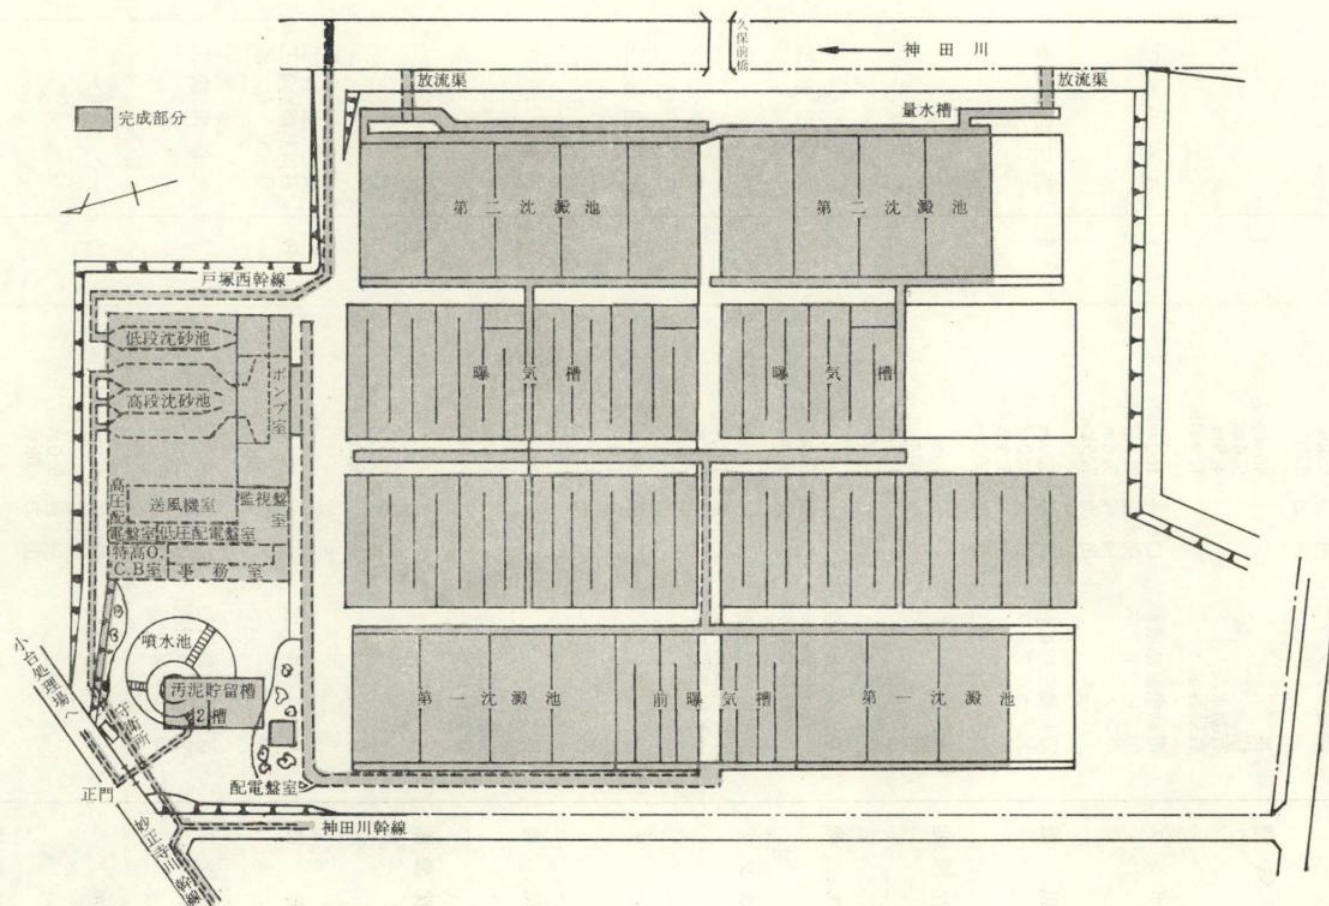 久保前橋
神田川
放流渠
放流渠
完成部分
量水槽
第二沈澱池
第二沈澱池
戸塚西幹線
低段沈砂池
ポンプ室
高段沈砂池
曝気槽
曝気槽
高圧配
電盤室
送風機室
監視盤
室
低圧配電盤室
特高O.
C.B室
事務室
噴水池
小台処理場へ
汚泥貯留槽
2槽
守衛所
第一沈澱池
前曝気槽
第一沈澱池
正門
配電盤室
神田川幹線
妙正寺川幹線